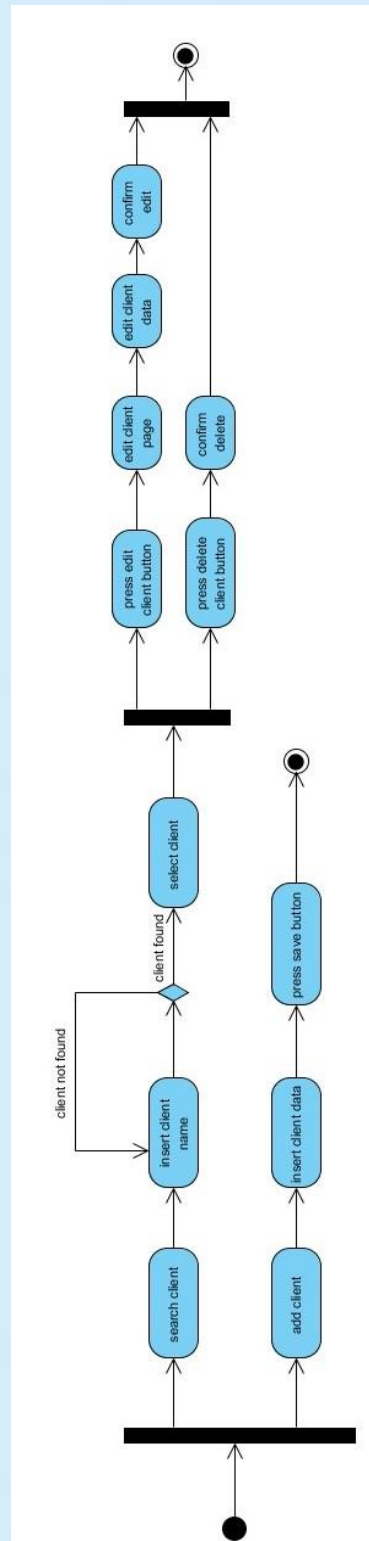 search client
insert client
name
client not found
client found
select client
press edit
client button
edit client
page
edit client
data
confirm
edit
press delete
client button
confirm
delete
add client
insert client data
press save button